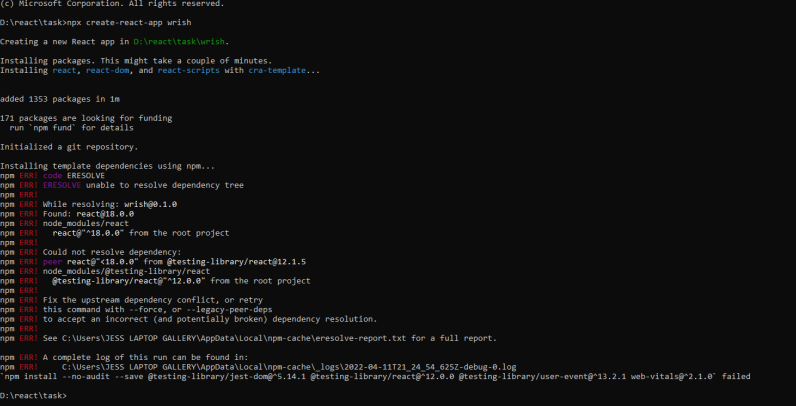 (c) Microsoft Corporation. All rights reserved.
D:\react\task>npx create-react-app wrish
Creating a new React app in D:\react\task\wrish.
Installing packages. This might take a couple of minutes.
Installing react, react-dom, and react-scripts with cra-template...
added 1353 packages in 1m
171 packages are looking for funding
  run `npm fund` for details
Initialized a git repository.
Installing template dependencies using npm...
npm ERR! code ERESOLVE
npm ERR! ERESOLVE unable to resolve dependency tree
npm ERR!
npm ERR! While resolving: wrish@0.1.0
npm ERR! Found: react@18.0.0
npm ERR! node_modules/react
npm ERR!   react@"^18.0.0" from the root project
npm ERR!
npm ERR! Could not resolve dependency:
npm ERR! peer react@"<18.0.0" from @testing-library/react@12.1.5
npm ERR! node_modules/@testing-library/react
npm ERR!   @testing-library/react@"^12.0.0" from the root project
npm ERR!
npm ERR! Fix the upstream dependency conflict, or retry
npm ERR! this command with --force, or --legacy-peer-deps
npm ERR! to accept an incorrect (and potentially broken) dependency resolution.
npm ERR!
npm ERR! See C:\Users\JESS LAPTOP GALLERY\AppData\Local\npm-cache\eresolve-report.txt for a full report.
npm ERR! A complete log of this run can be found in:
npm ERR!     C:\Users\JESS LAPTOP GALLERY\AppData\Local\npm-cache\_logs\2022-04-11T21_24_54_625Z-debug-0.log
`npm install --no-audit --save @testing-library/jest-dom@^5.14.1 @testing-library/react@^12.0.0 @testing-library/user-event@^13.2.1 web-vitals@^2.1.0` failed
D:\react\task>